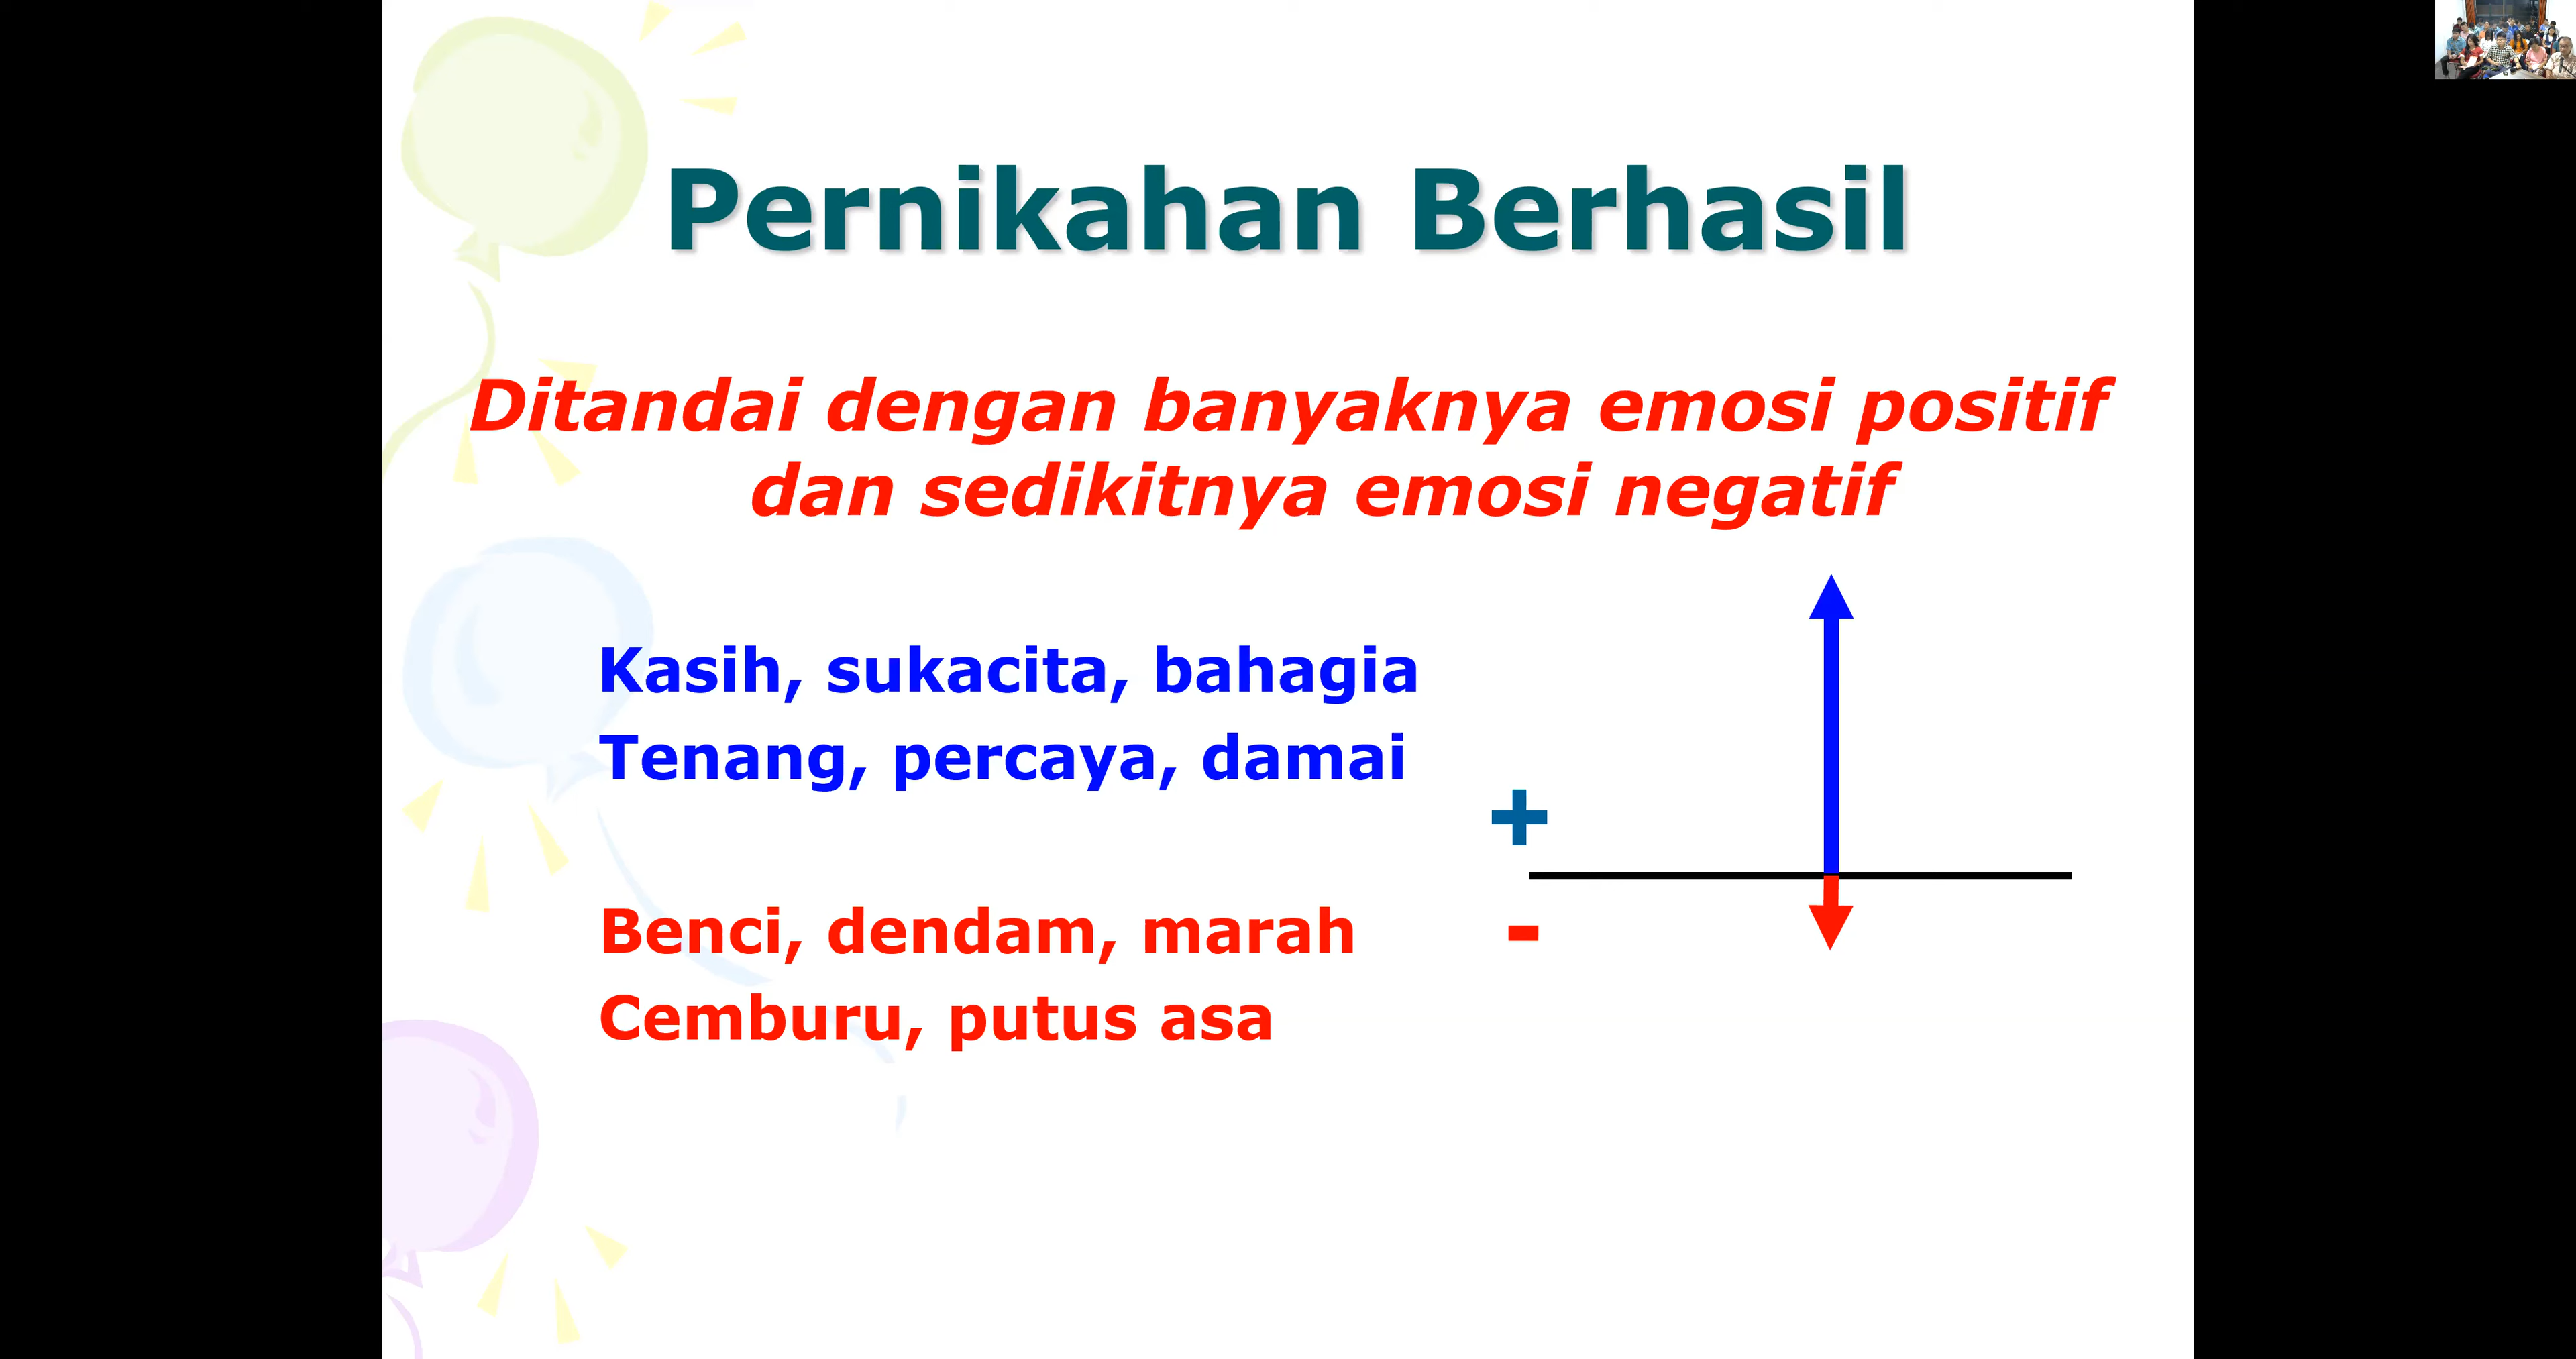 Pernikahan Berhasil
Ditandai dengan banyaknya emosi positif
dan sedikitnya emosi negatif
Kasih, sukacita, bahagia
Tenang, percaya, damai
+
Benci, dendam, marah
-
Cemburu, putus asa